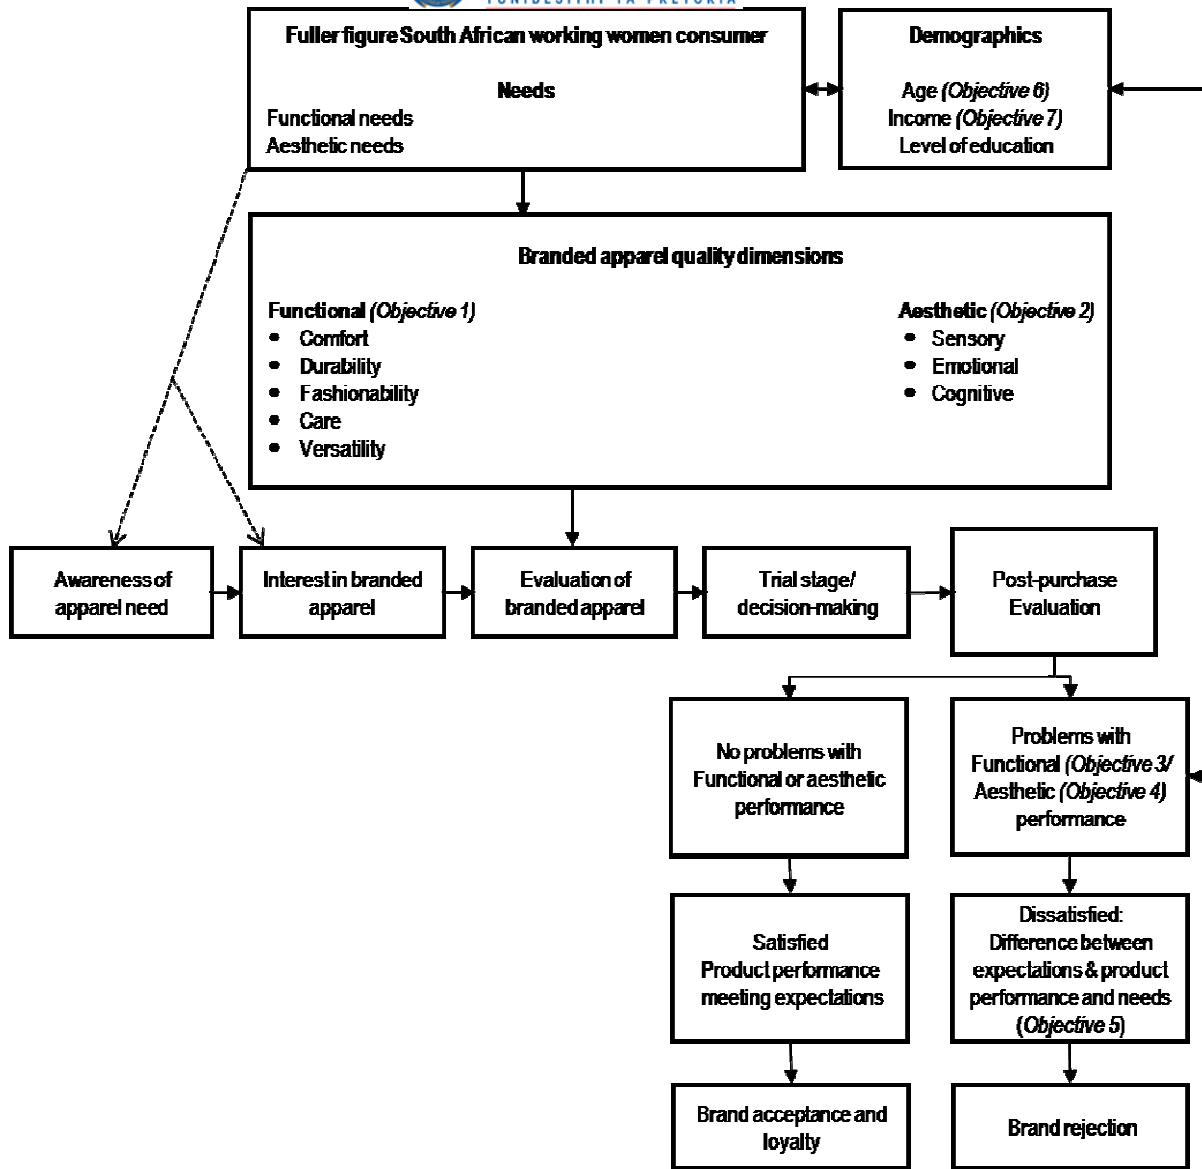 YUNIBESITHI YA PRETORIA
Fuller figure South African working women consumer
Needs
Functional needs
Aesthetic needs
Demographics
Age (Objective 6)
Income (Objective 7)
Level of education
Branded apparel quality dimensions
Functional (Objective 1)
• Comfort
• Durability
• Fashionability
• Care
• Versatility
Aesthetic (Objective 2)
• Sensory
• Emotional
• Cognitive
Awareness of
apparel need
Interest in branded
apparel
Evaluation of
branded apparel
Trial stage/
decision-making
Post-purchase
Evaluation
No problems with
Functional or aesthetic
performance
Problems with
Functional (Objective 3/
Aesthetic (Objective 4)
performance
Satisfied
Product performance
meeting expectations
Dissatisfied:
Difference between
expectations & product
performance and needs
(Objective 5)
Brand acceptance and
loyalty
Brand rejection